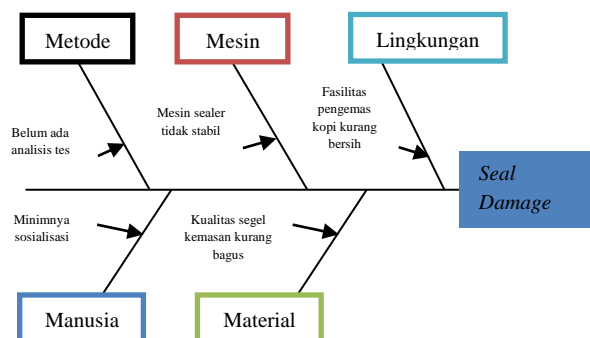 Metode
Mesin
Lingkungan
Belum ada
analisis tes
Mesin sealer
tidak stabil
Fasilitas
pengemas
kopi kurang
bersih
Seal
Damage
Minimnya
sosialisasi
Kualitas segel
kemasan kurang
bagus
Manusia
Material